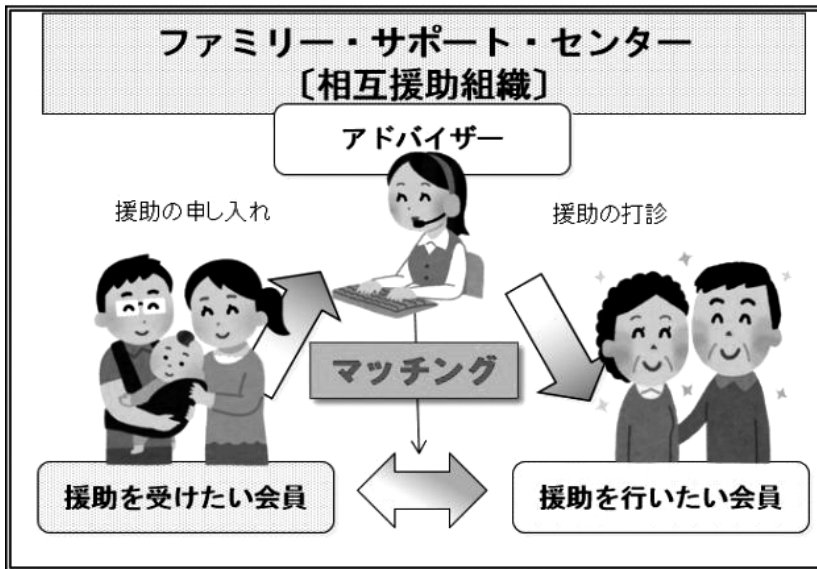 ファミリー・サポート・センター
〔相互援助組織〕
アドバイザー
援助の申し入れ
援助の打診
マッチング
援助を受けたい会員
援助を行いたい会員